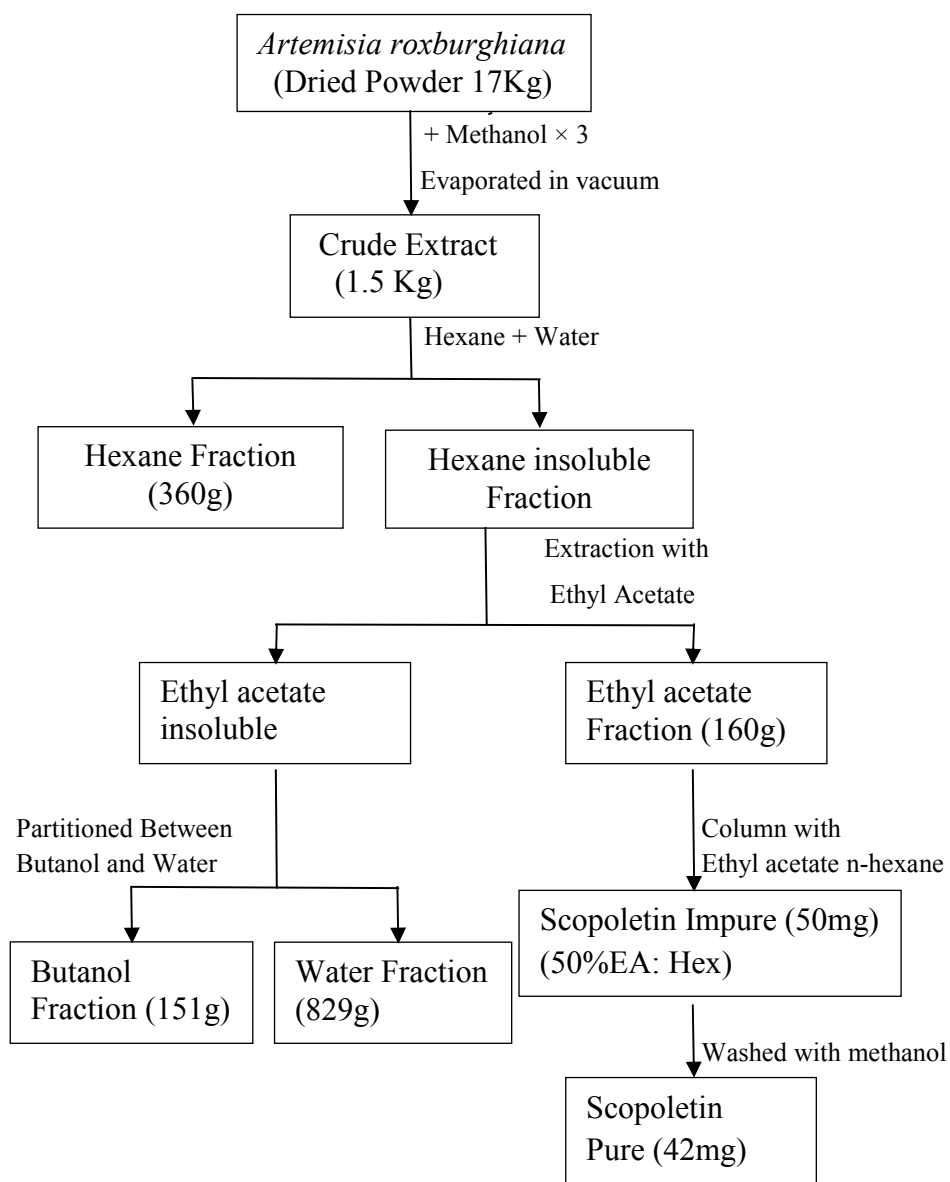 Artemisia roxburghiana
(Dried Powder 17Kg)
+ Methanol × 3
Evaporated in vacuum
Crude Extract
(1.5 Kg)
Hexane + Water
Hexane Fraction
(360g)
Hexane insoluble
Fraction
Extraction with
Ethyl Acetate
Ethyl acetate
insoluble
Ethyl acetate
Fraction (160g)
Partitioned Between
Butanol and Water
Column with
Ethyl acetate n-hexane
Butanol
Fraction (151g)
Water Fraction
(829g)
Scopoletin Impure (50mg)
(50%EA: Hex)
Washed with methanol
Scopoletin
Pure (42mg)